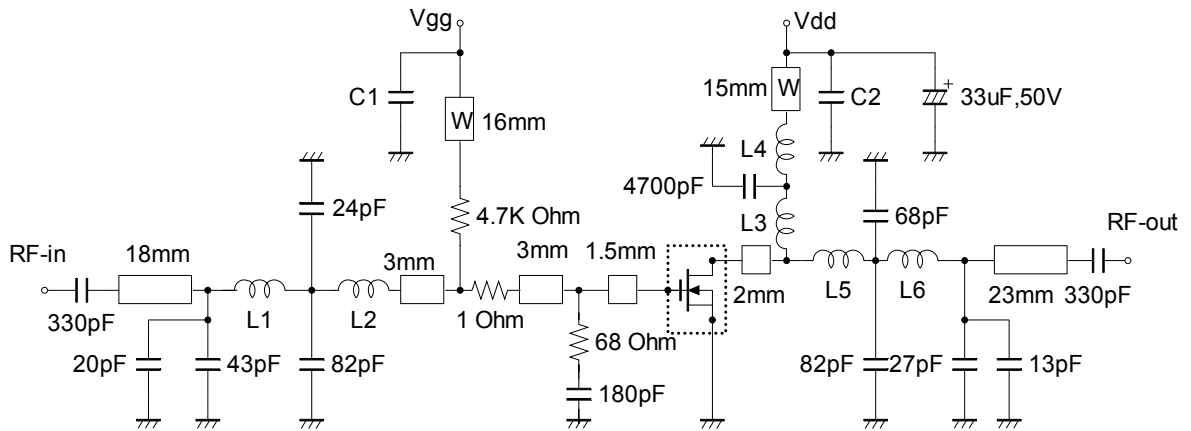 Vgg
Vdd
C1
W
16mm
15mm
W
C2
+
33uF,50V
L4
4700pF
24pF
4.7K Ohm
L3
68pF
RF-out
RF-in
18mm
3mm
3mm
1.5mm
330pF
L1
L2
1 Ohm
2mm
L5
L6
23mm
330pF
20pF
43pF
82pF
68 Ohm
180pF
82pF
27pF
13pF